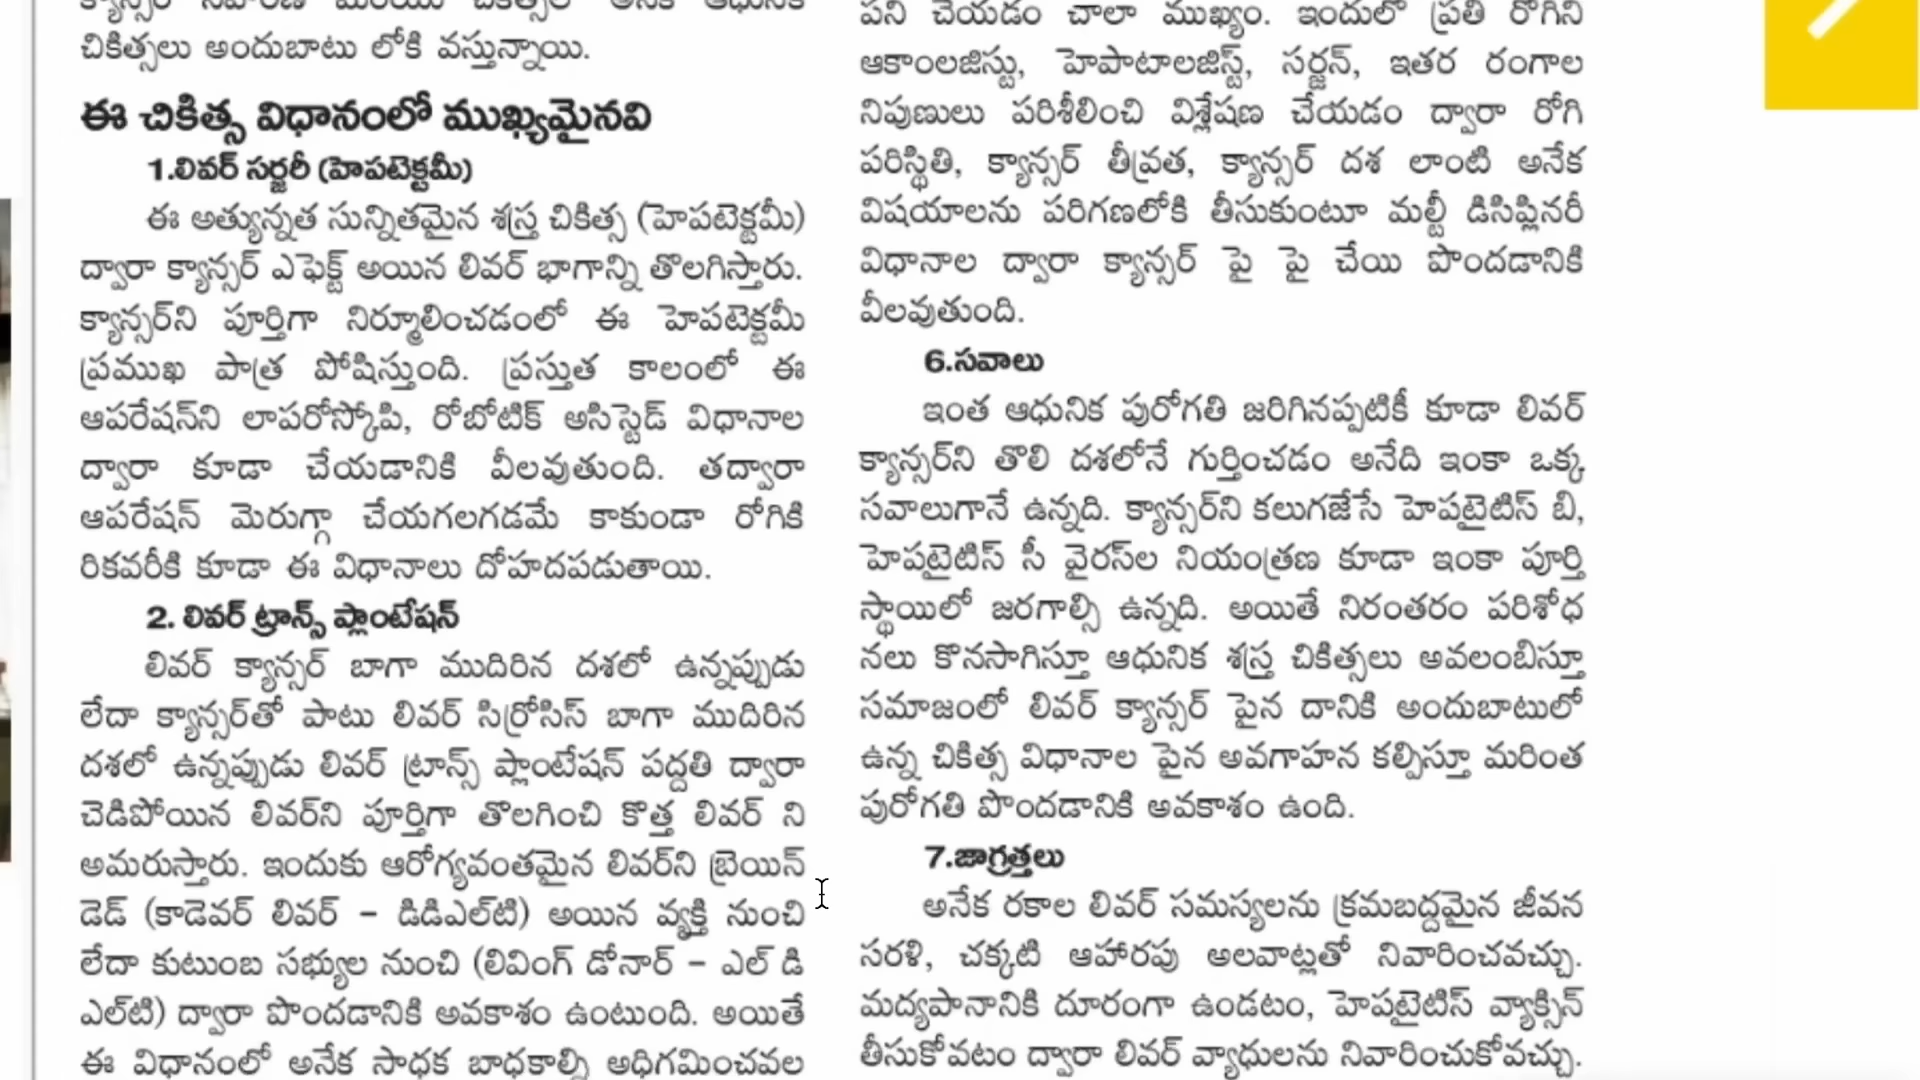 చికిత్సలు అందుబాటు లోకి వస్తున్నాయి.
ఈ చికిత్స విధానంలో ముఖ్యమైనవి
1.లివర్ సర్జరీ (హెపటెక్టమీ)
ఈ అత్యున్నత సున్నితమైన శస్త్ర చికిత్స (హెపటెక్టమీ)
ద్వారా క్యాన్సర్ ఎఫెక్ట్ అయిన లివర్ భాగాన్ని తొలగిస్తారు.
క్యాన్సర్‌ని పూర్తిగా నిర్మూలించడంలో ఈ హెపటెక్టమీ
ప్రముఖ పాత్ర పోషిస్తుంది. ప్రస్తుత కాలంలో ఈ
ఆపరేషన్‌ని లాపరోస్కోపి, రోబోటిక్ అసిస్టెడ్ విధానాల
ద్వారా కూడా చేయడానికి వీలవుతుంది. తద్వారా
ఆపరేషన్ మెరుగ్గా చేయగలగడమే కాకుండా రోగికి
రికవరీకి కూడా ఈ విధానాలు దోహదపడుతాయి.
2. లివర్ ట్రాన్స్ ప్లాంటేషన్
లివర్ క్యాన్సర్ బాగా ముదిరిన దశలో ఉన్నప్పుడు
లేదా క్యాన్సర్‌తో పాటు లివర్ సిర్రోసిస్ బాగా ముదిరిన
దశలో ఉన్నప్పుడు లివర్ ట్రాన్స్ ప్లాంటేషన్ పద్దతి ద్వారా
చెడిపోయిన లివర్‌ని పూర్తిగా తొలగించి కొత్త లివర్ ని
అమరుస్తారు. ఇందుకు ఆరోగ్యవంతమైన లివర్‌ని బ్రెయిన్
డెడ్ (కాడెవర్ లివర్ – డిడిఎల్‌టి) అయిన వ్యక్తి నుంచి
లేదా కుటుంబ సభ్యుల నుంచి (లివింగ్ డోనార్ – ఎల్ డి
ఎల్‌టి) ద్వారా పొందడానికి అవకాశం ఉంటుంది. అయితే
ఈ విధానంలో అనేక సాధక బాధకాల్ని అధిగమించవల
పని చేయడం చాలా ముఖ్యం. ఇందులో ప్రతి రోగిని
ఆకాంలజిస్టు, హెపాటాలజిస్ట్, సర్జన్, ఇతర రంగాల
నిపుణులు పరిశీలించి విశ్లేషణ చేయడం ద్వారా రోగి
పరిస్థితి, క్యాన్సర్ తీవ్రత, క్యాన్సర్ దశ లాంటి అనేక
విషయాలను పరిగణలోకి తీసుకుంటూ మల్టీ డిసిప్లినరీ
విధానాల ద్వారా క్యాన్సర్ పై పై చేయి పొందడానికి
వీలవుతుంది.
6.సవాలు
ఇంత ఆధునిక పురోగతి జరిగినప్పటికీ కూడా లివర్
క్యాన్సర్‌ని తొలి దశలోనే గుర్తించడం అనేది ఇంకా ఒక్క
సవాలుగానే ఉన్నది. క్యాన్సర్‌ని కలుగజేసే హెపటైటిస్ బి,
హెపటైటిస్ సీ వైరస్‌ల నియంత్రణ కూడా ఇంకా పూర్తి
స్థాయిలో జరగాల్సి ఉన్నది. అయితే నిరంతరం పరిశోధ
నలు కొనసాగిస్తూ ఆధునిక శస్త్ర చికిత్సలు అవలంబిస్తూ
సమాజంలో లివర్ క్యాన్సర్ పైన దానికి అందుబాటులో
ఉన్న చికిత్స విధానాల పైన అవగాహన కల్పిస్తూ మరింత
పురోగతి పొందడానికి అవకాశం ఉంది.
7.జాగ్రత్తలు
అనేక రకాల లివర్ సమస్యలను క్రమబద్దమైన జీవన
సరళి, చక్కటి ఆహారపు అలవాట్లతో నివారించవచ్చు.
మద్యపానానికి దూరంగా ఉండటం, హెపటైటిస్ వ్యాక్సిన్
తీసుకోవటం ద్వారా లివర్ వ్యాధులను నివారించుకోవచ్చు.